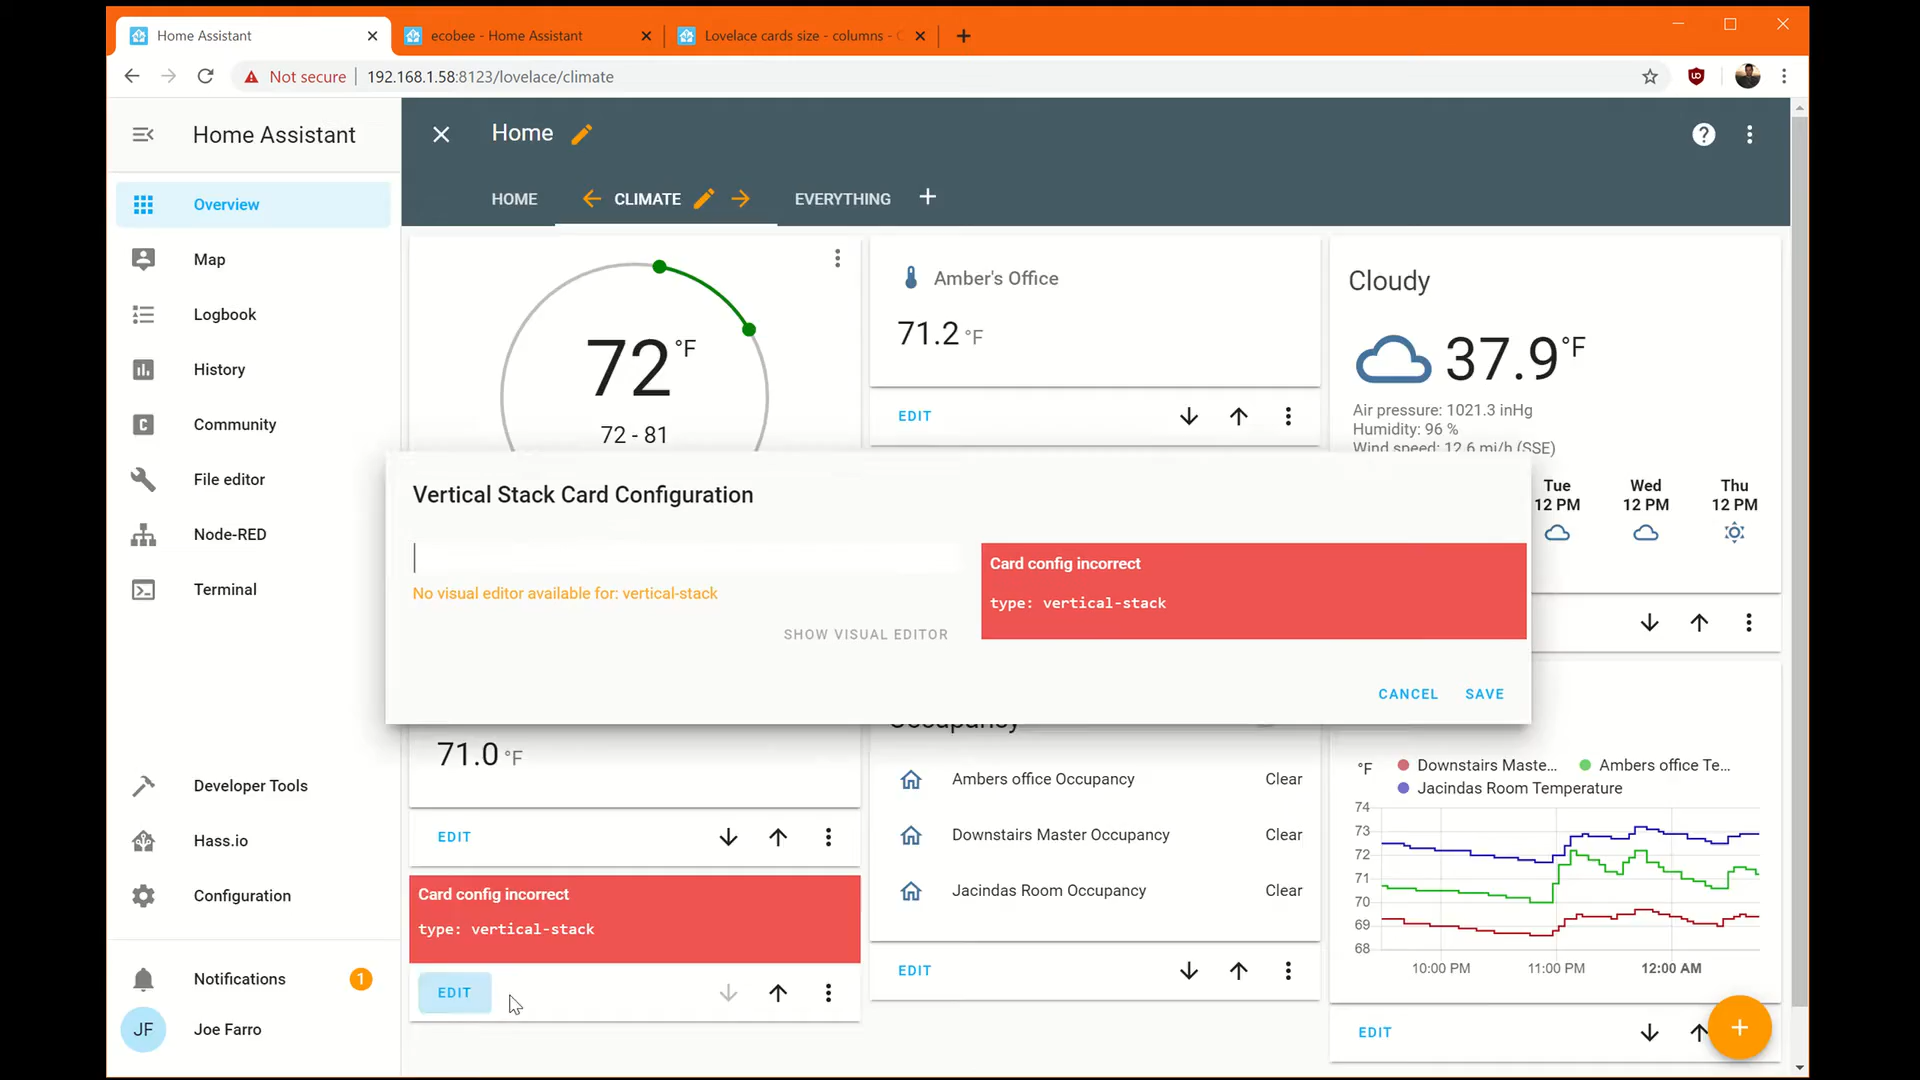 Home Assistant
ecobee - Home Assistant
Lovelace cards size - columns -
Not secure
192.168.1.58:8123/lovelace/climate
Home Assistant
Home
HOME
CLIMATE
EVERYTHING
Overview
Map
Logbook
History
Community
File editor
Node-RED
Terminal
Developer Tools
Hass.io
Configuration
Notifications
1
JF
Joe Farro
72 °F
72 - 81
Amber's Office
71.2 °F
EDIT
Cloudy
37.9 °F
Air pressure: 1021.3 inHg
Humidity: 96 %
Wind speed: 12.6 mi/h (SSE)
Tue Wed Thu
12 PM 12 PM 12 PM
Vertical Stack Card Configuration
No visual editor available for: vertical-stack
SHOW VISUAL EDITOR
Card config incorrect
type: vertical-stack
CANCEL
SAVE
71.0 °F
EDIT
Card config incorrect
type: vertical-stack
EDIT
Occupancy
Ambers office Occupancy Clear
Downstairs Master Occupancy Clear
Jacindas Room Occupancy Clear
EDIT
°F
Downstairs Maste...
Ambers office Te...
Jacindas Room Temperature
74
73
72
71
70
69
68
10:00 PM 11:00 PM 12:00 AM
EDIT